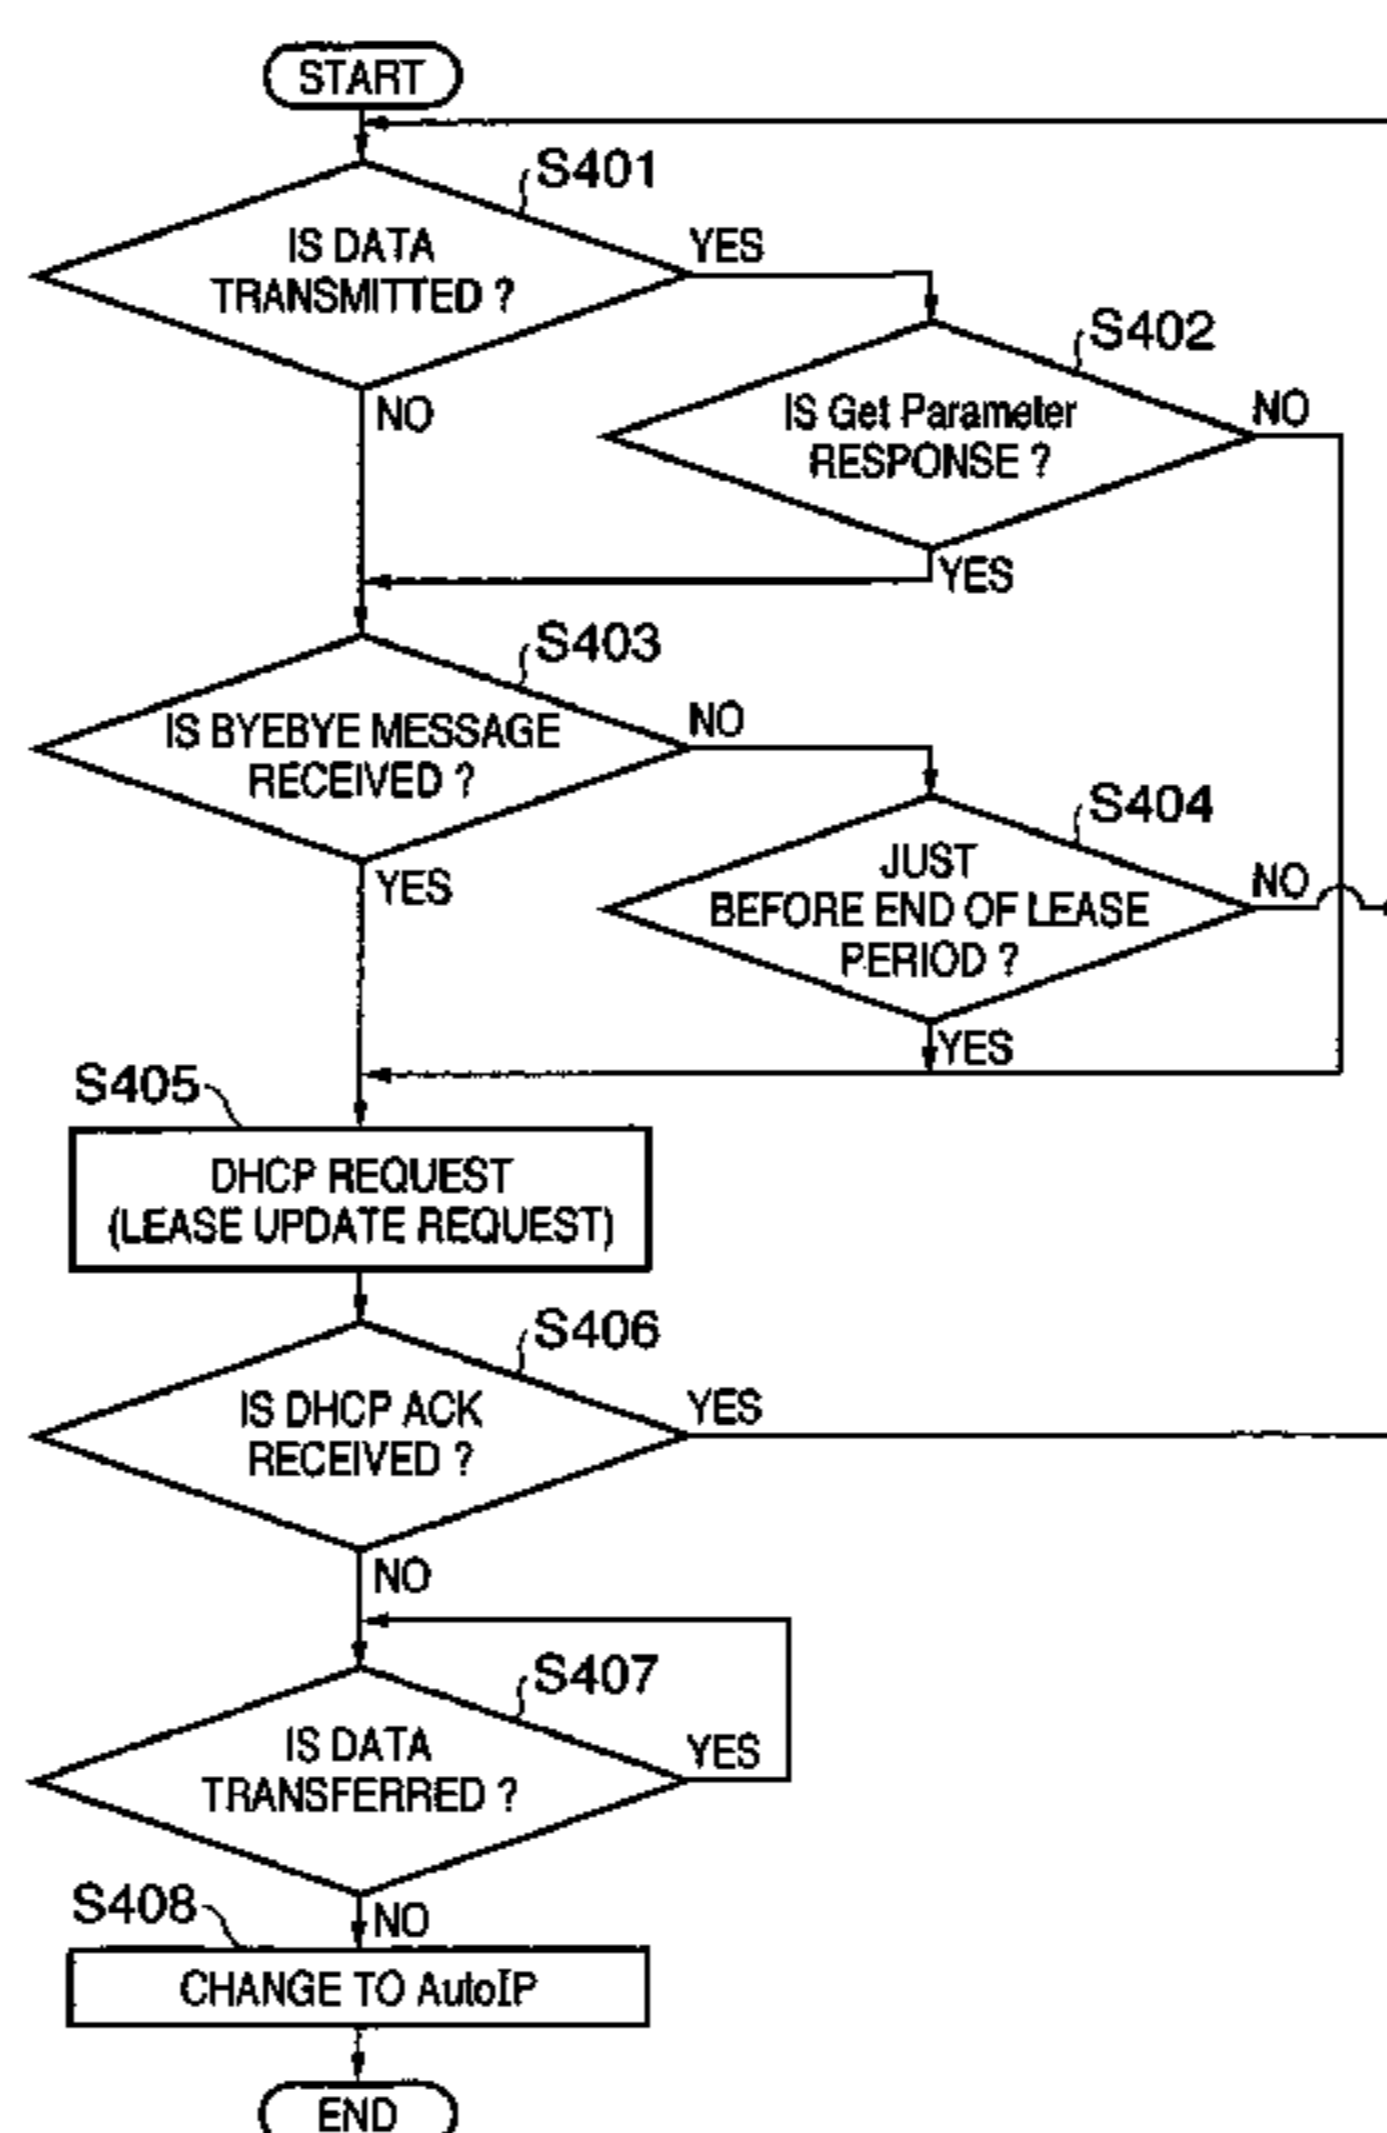 START
S401
IS DATA
TRANSMITTED ?
YES
NO
S402
IS Get Parameter
RESPONSE ?
NO
YES
S403
IS BYEBYE MESSAGE
RECEIVED ?
NO
YES
S404
JUST
BEFORE END OF LEASE
PERIOD ?
NO
YES
S405
DHCP REQUEST
(LEASE UPDATE REQUEST)
S406
IS DHCP ACK
RECEIVED ?
YES
NO
S407
IS DATA
TRANSFERRED ?
YES
NO
S408
CHANGE TO AutoIP
END